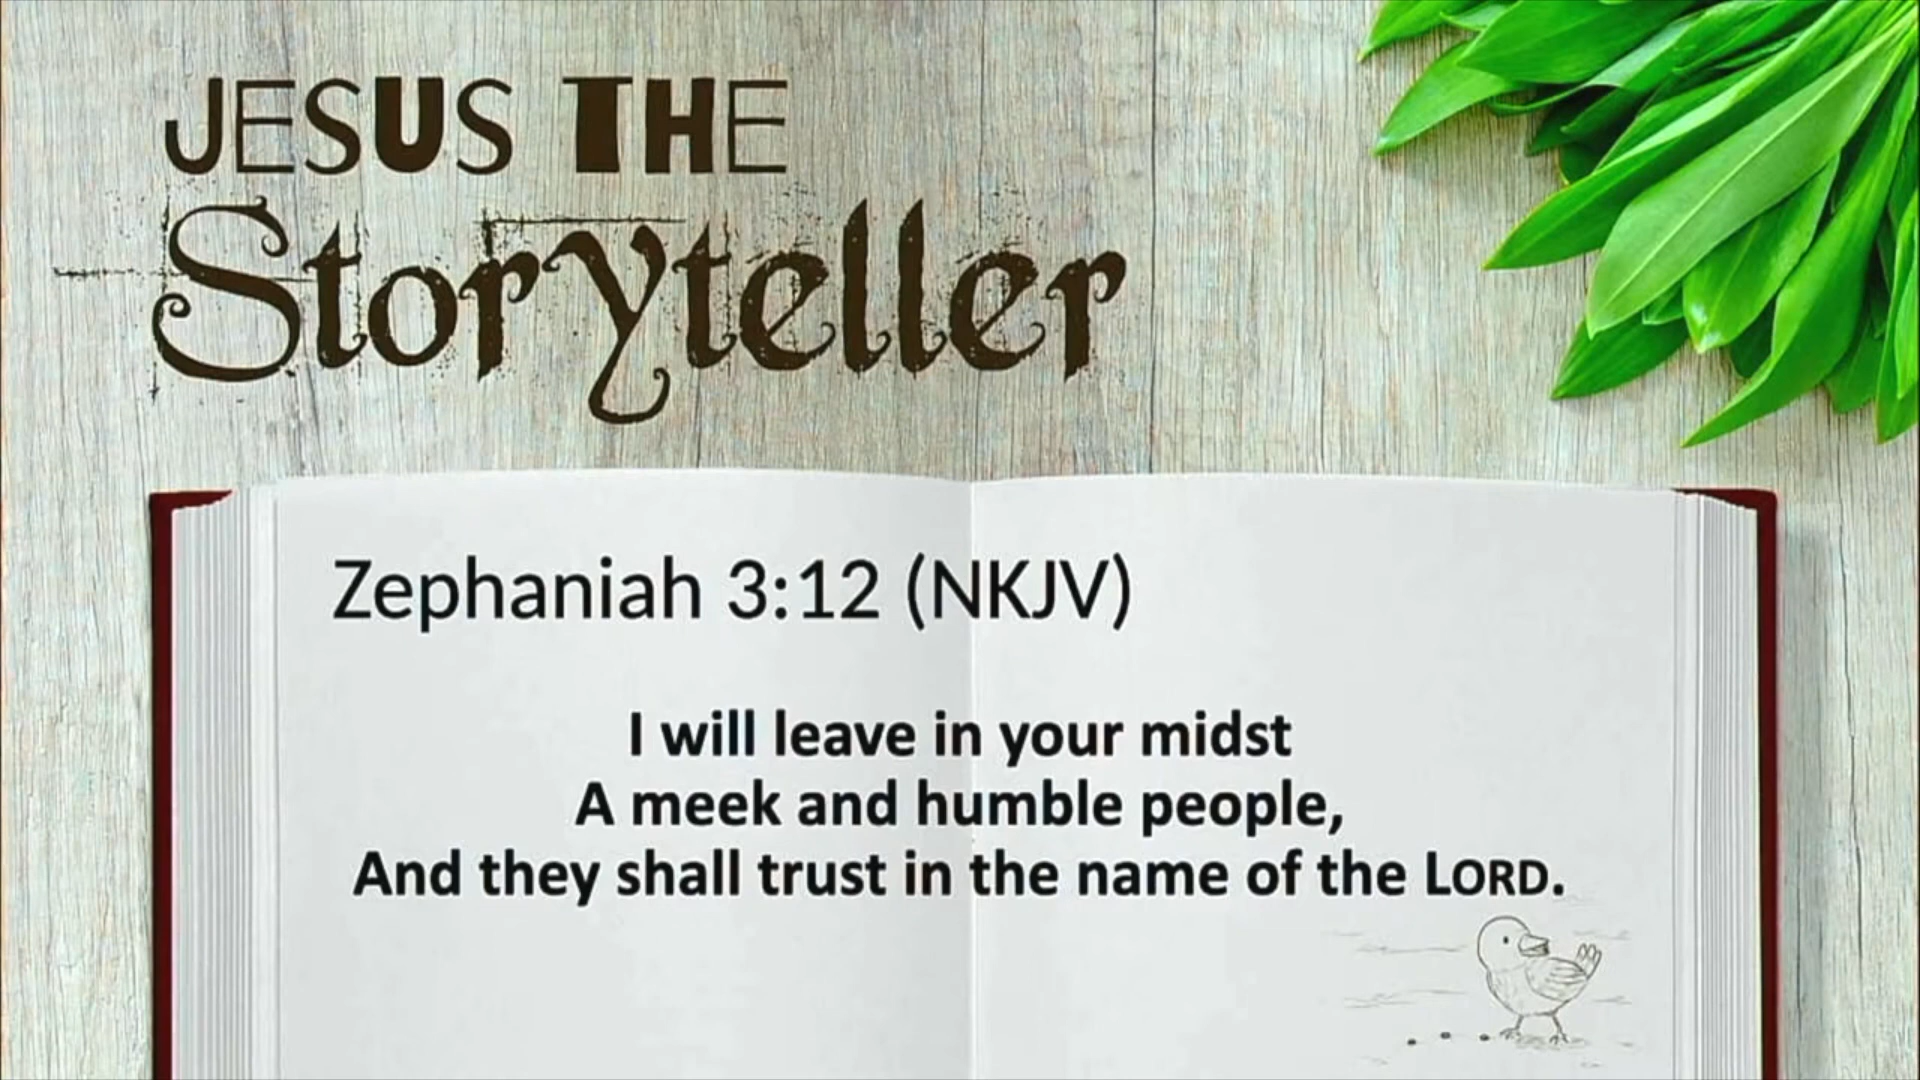 JESUS THE
Storyteller
Zephaniah 3:12 (NKJV)
I will leave in your midst
A meek and humble people,
And they shall trust in the name of the LORD.